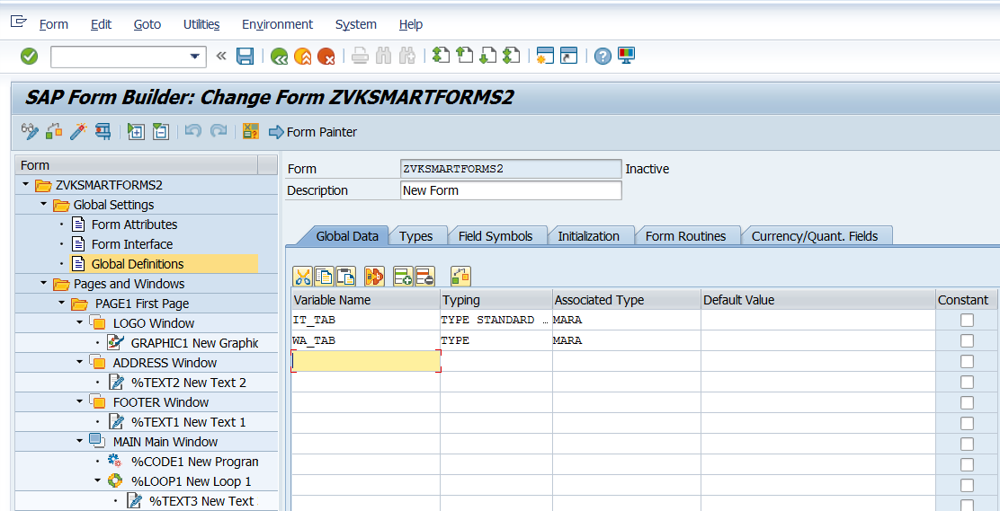 Form Edit Goto Utilities Environment System Help
SAP Form Builder: Change Form ZVKSMARTFORMS2
Form Painter
Form
ZVKSMARTFORMS2
Global Settings
Form Attributes
Form Interface
Global Definitions
Pages and Windows
PAGE1 First Page
LOGO Window
GRAPHIC1 New Graphic
ADDRESS Window
%TEXT2 New Text 2
FOOTER Window
%TEXT1 New Text 1
MAIN Main Window
%CODE1 New Program
%LOOP1 New Loop 1
%TEXT3 New Text
Form ZVKSMARTFORMS2 Inactive
Description New Form
Global Data Types Field Symbols Initialization Form Routines Currency/Quant. Fields
Variable Name Typing Associated Type Default Value Constant
IT_TAB TYPE STANDARD … MARA
WA_TAB TYPE MARA